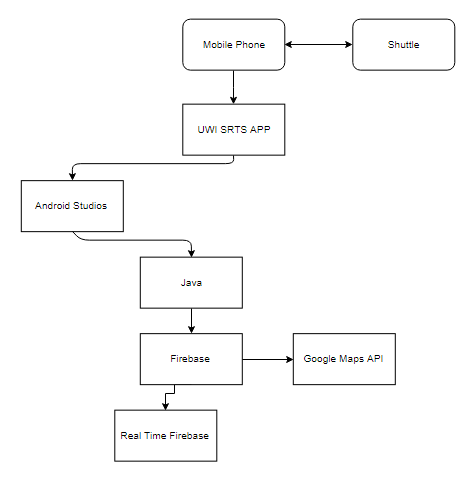 Mobile Phone
Shuttle
UWI SRTS APP
Android Studios
Java
Firebase
Google Maps API
Real Time Firebase